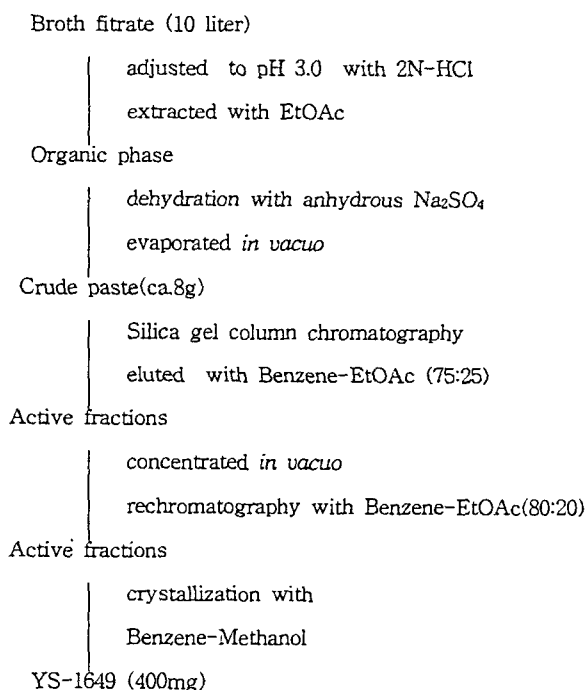 Broth fitrate (10 liter)
adjusted to pH 3.0 with 2N-HCl
extracted with EtOAc
Organic phase
dehydration with anhydrous Na₂SO₄
evaporated in vacuo
Crude paste(ca.8g)
Silica gel column chromatography
eluted with Benzene-EtOAc (75:25)
Active fractions
concentrated in vacuo
rechromatography with Benzene-EtOAc(80:20)
Active fractions
crystallization with
Benzene-Methanol
YS-1649 (400mg)